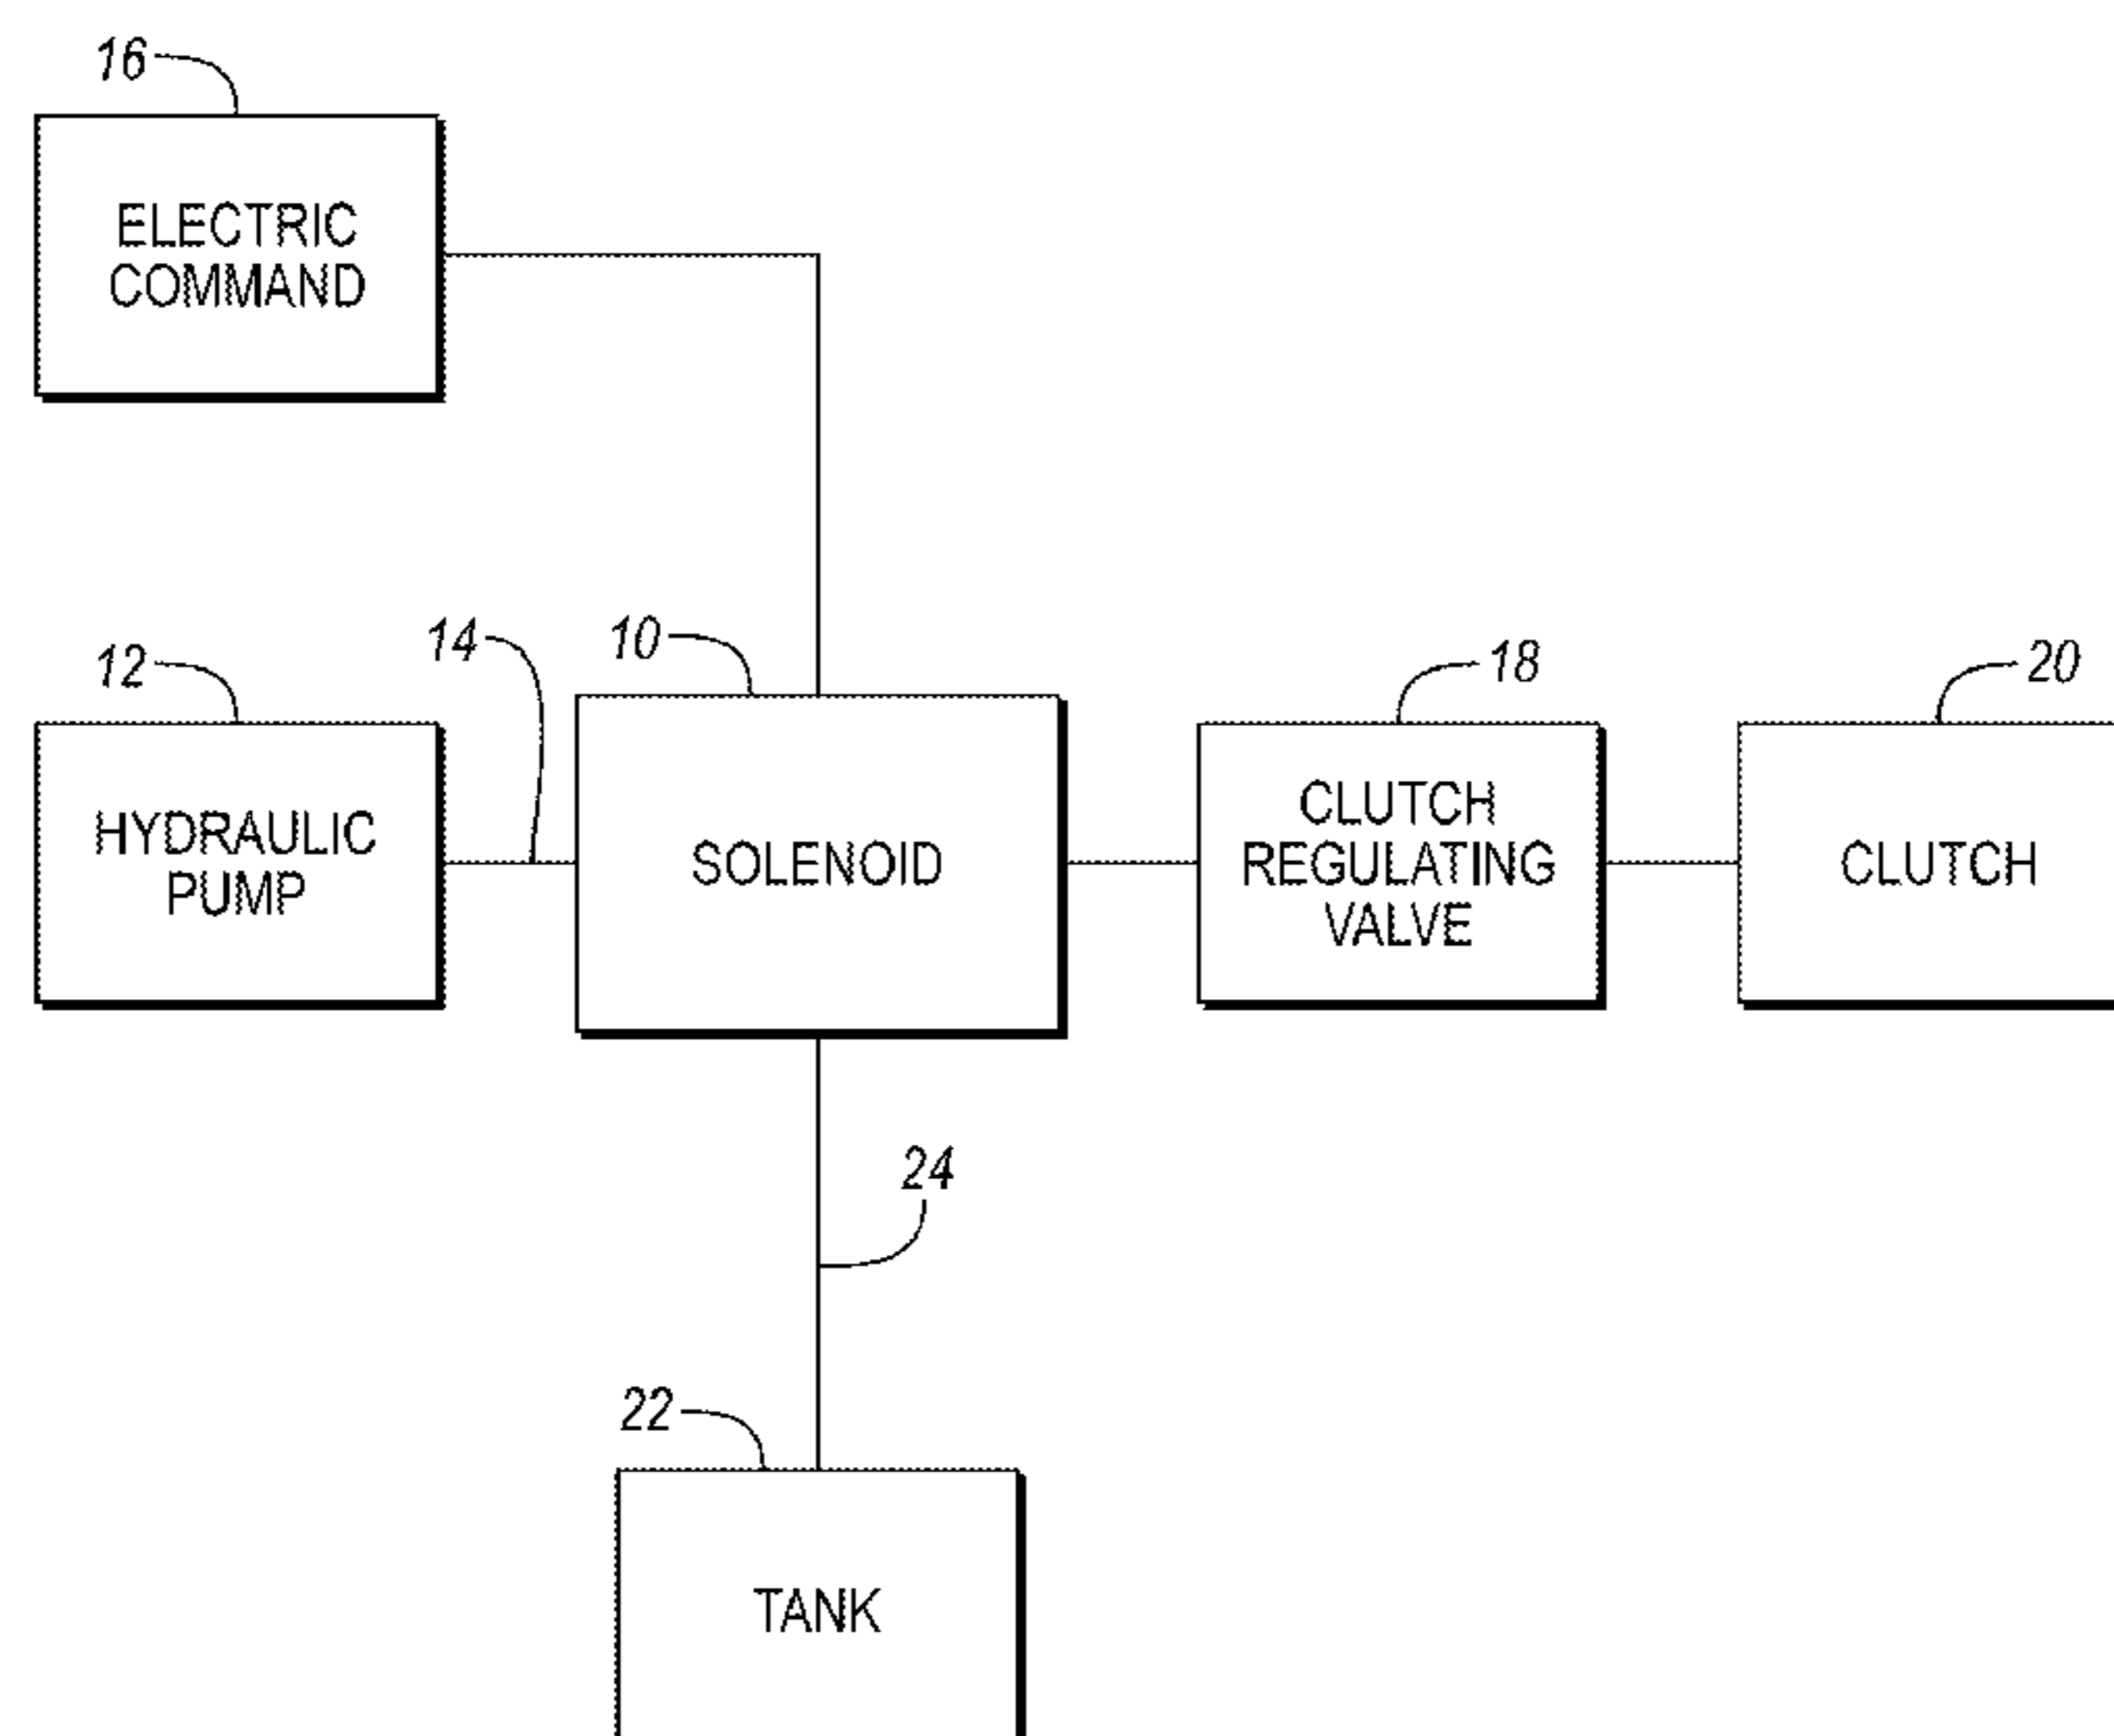 16
ELECTRIC
COMMAND
14
10
12
18
20
HYDRAULIC
PUMP
SOLENOID
CLUTCH
REGULATING
VALVE
CLUTCH
24
22
TANK